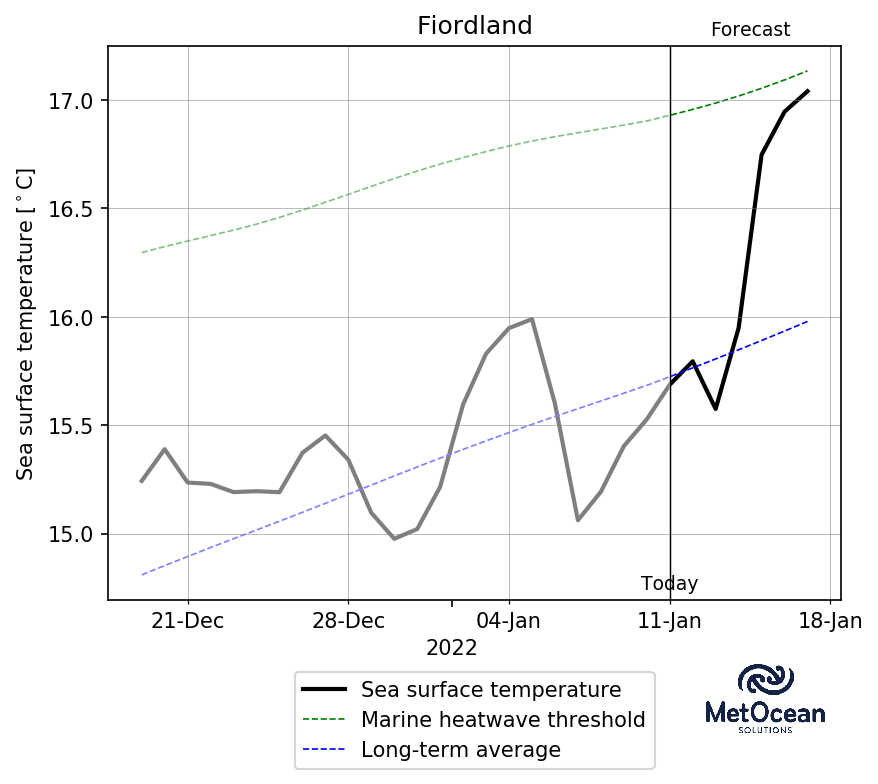 Fiordland
Forecast
Sea surface temperature [°C]
17.0
16.5
16.0
15.5
15.0
Today
21-Dec
28-Dec
04-Jan
11-Jan
18-Jan
2022
Sea surface temperature
Marine heatwave threshold
Long-term average
MetOcean
SOLUTIONS